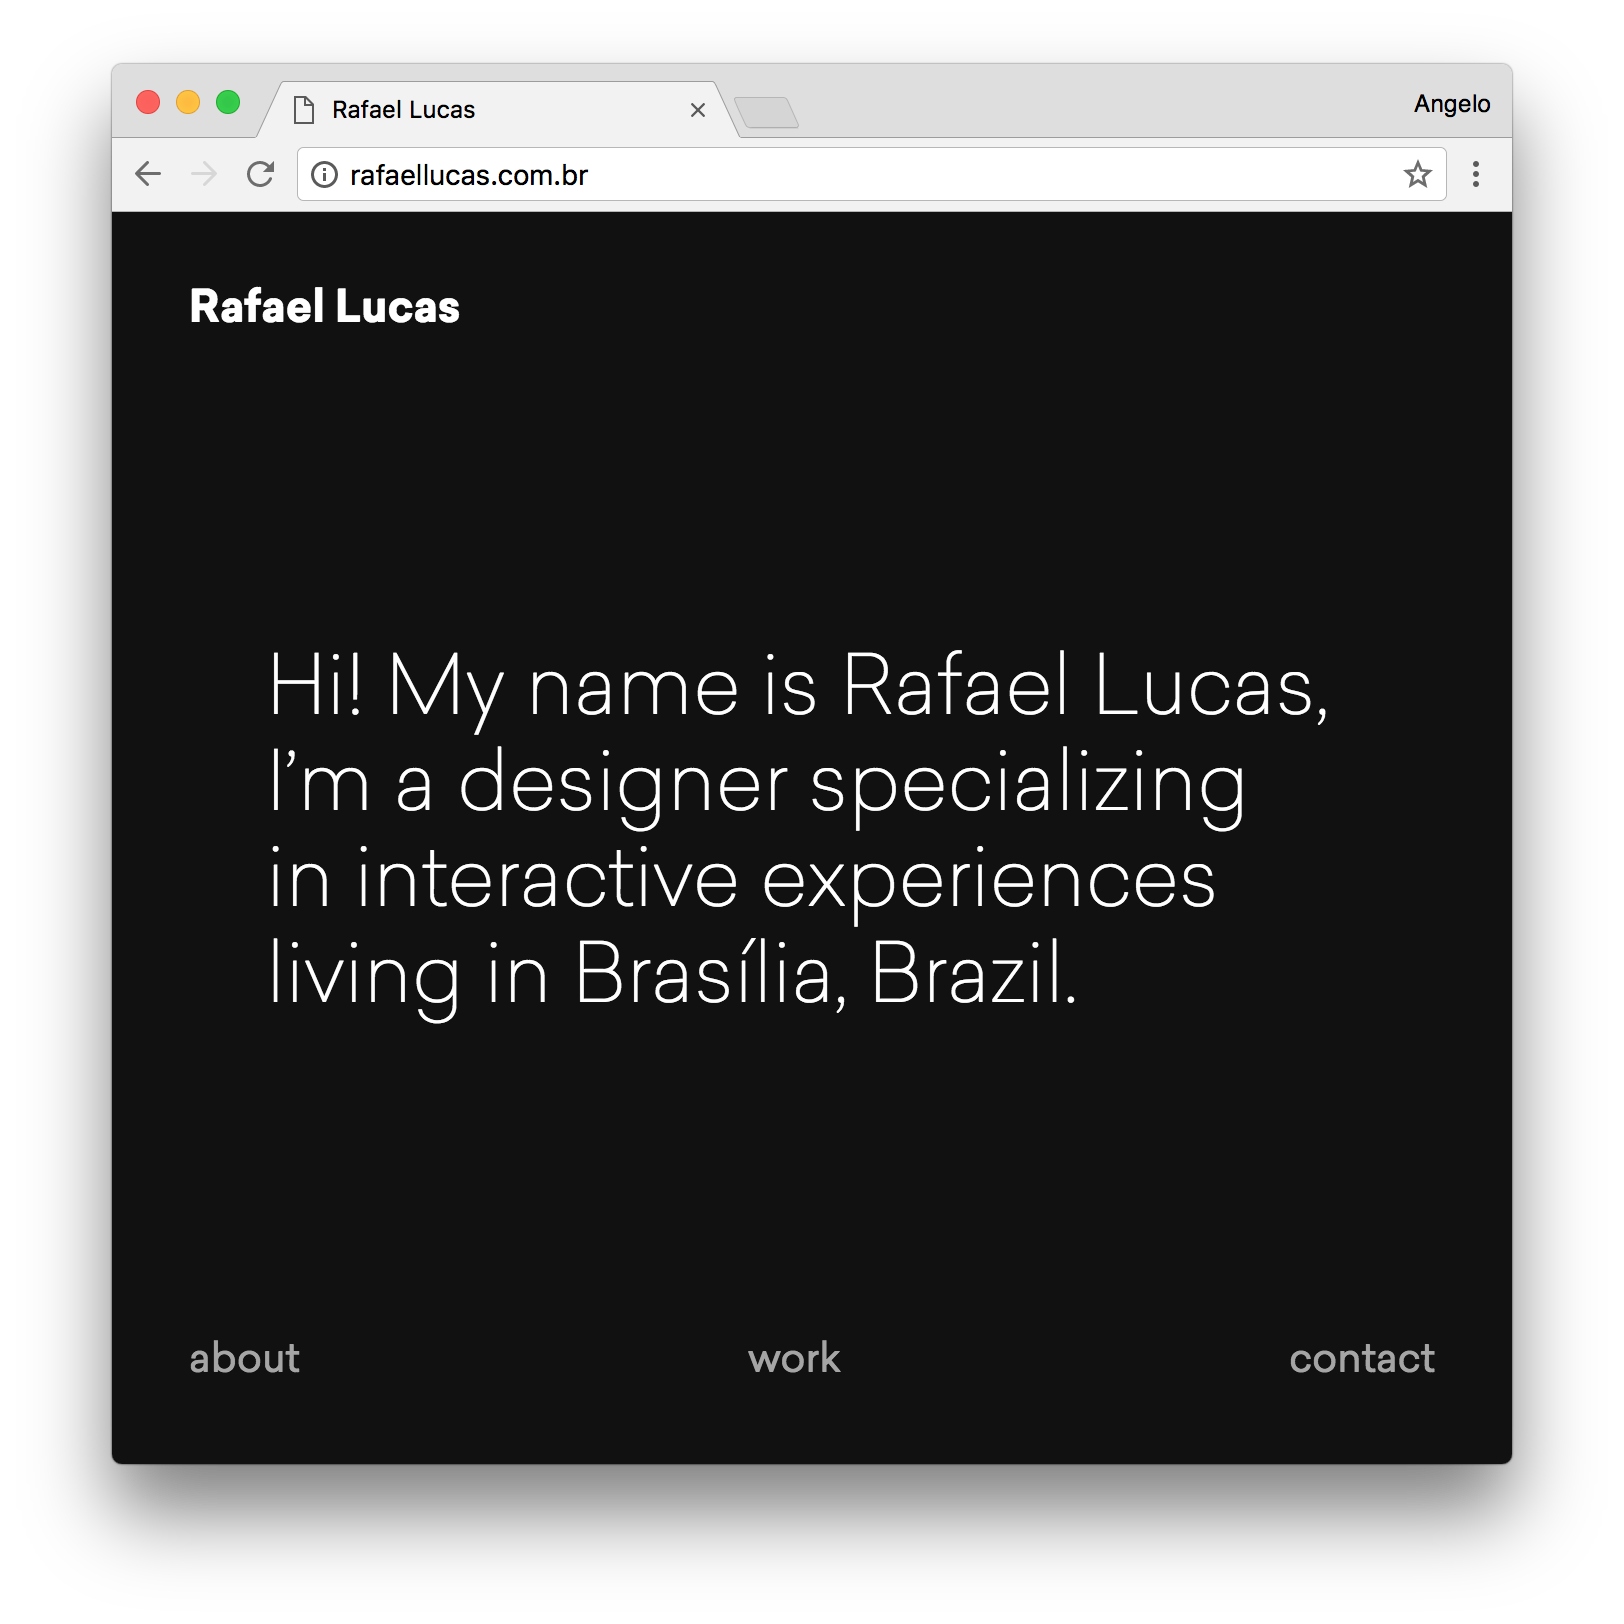 Rafael Lucas
Angelo
rafaellucas.com.br
Rafael Lucas
Hi! My name is Rafael Lucas,
I’m a designer specializing
in interactive experiences
living in Brasília, Brazil.
about
work
contact